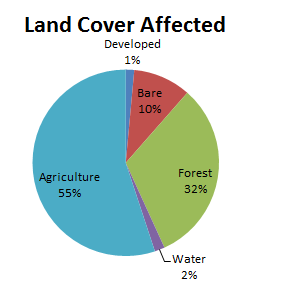 Land Cover Affected
Developed
1%
Bare
10%
Forest
32%
Water
2%
Agriculture
55%